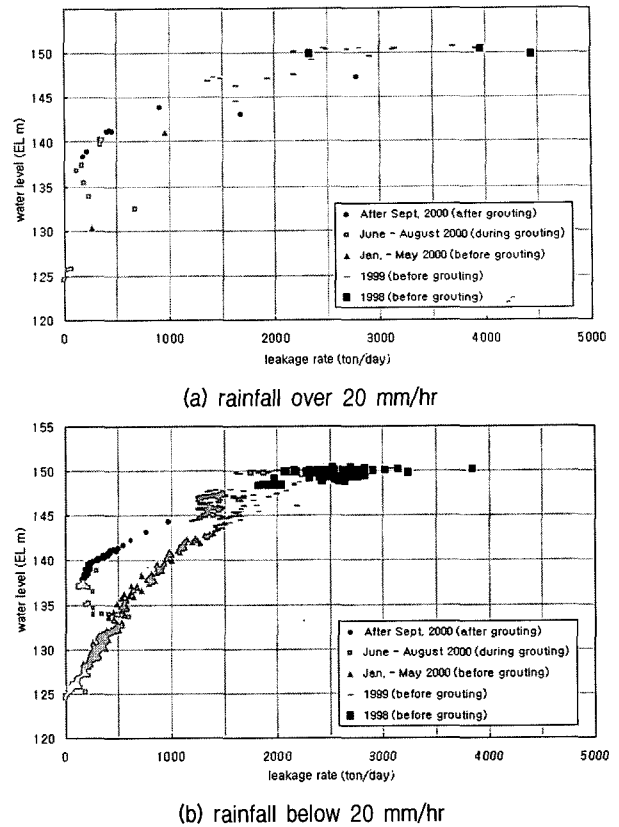 155
150
145
140
135
130
125
120
water level (EL m)
After Sept, 2000 (after grouting)
June - August 2000 (during grouting)
Jan, - May 2000 (before grouting)
1999 (before grouting)
1998 (before grouting)
0 1000 2000 3000 4000 5000
leakage rate (ton/day)
(a) rainfall over 20 mm/hr
155
150
145
140
135
130
125
120
water level (EL m)
After Sept, 2000 (after grouting)
June - August 2000 (during grouting)
Jan, - May 2000 (before grouting)
1999 (before grouting)
1998 (before grouting)
0 1000 2000 3000 4000 5000
leakage rate (ton/day)
(b) rainfall below 20 mm/hr